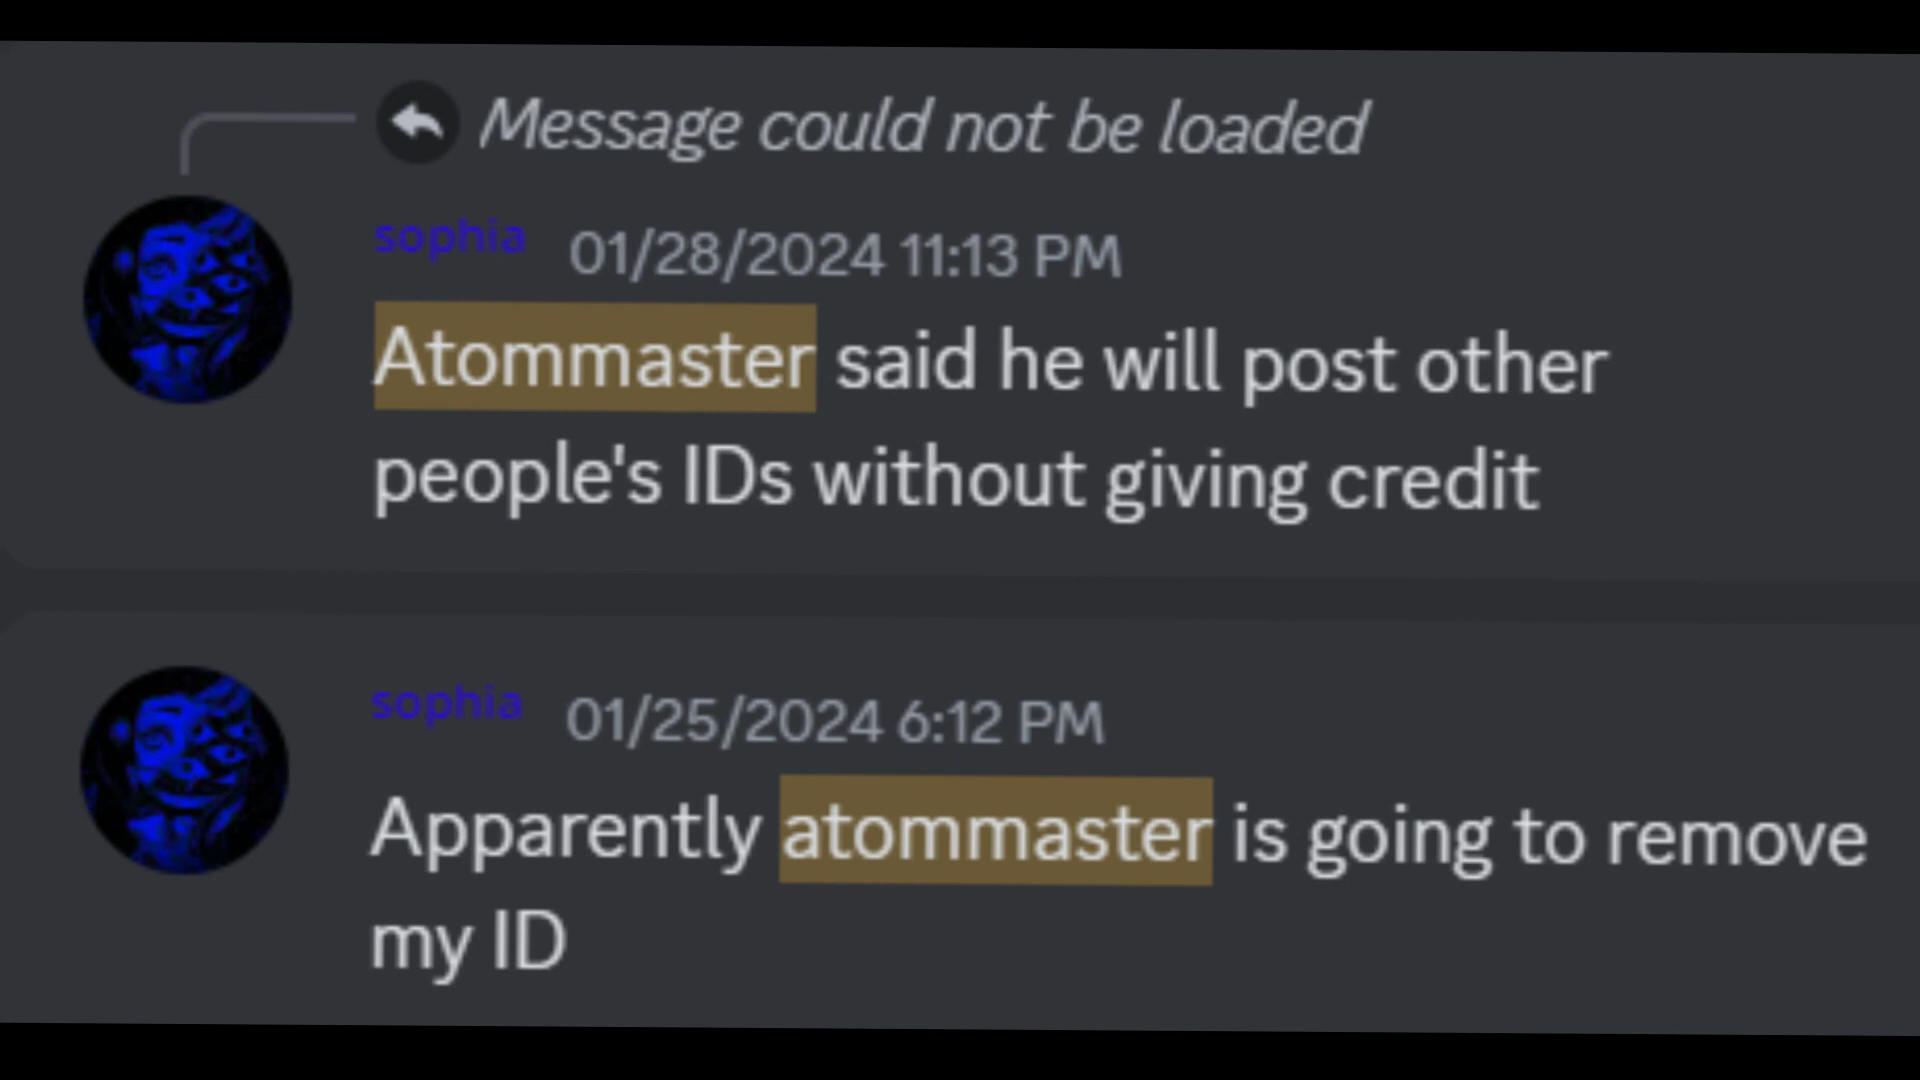 Message could not be loaded
sophia 01/28/2024 11:13 PM
Atommaster said he will post other
people's IDs without giving credit
sophia 01/25/2024 6:12 PM
Apparently atommaster is going to remove
my ID